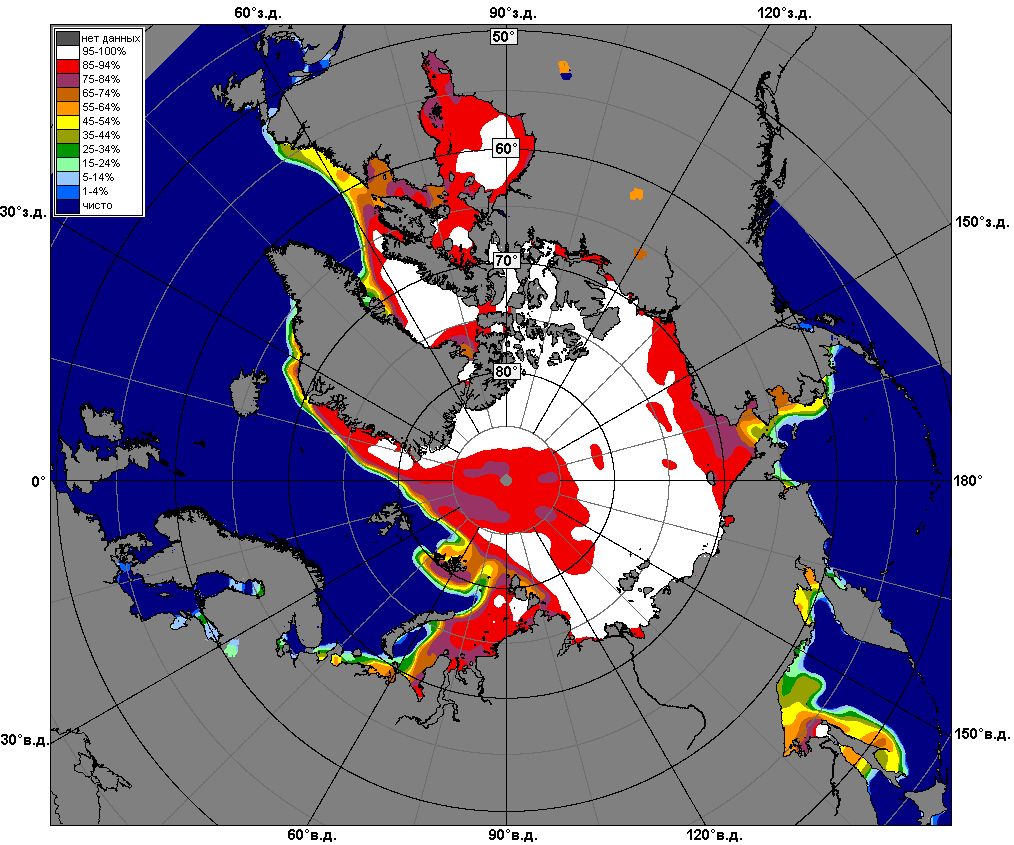 60°з.д.
90°з.д.
120°з.д.
50°
нет данных
95-100%
85-94%
75-84%
65-74%
55-64%
45-54%
35-44%
25-34%
15-24%
5-14%
1-4%
чисто
60°
30°з.д.
150°з.д.
70°
80°
0°
180°
30°в.д.
150°в.д.
60°в.д.
90°в.д.
120°в.д.